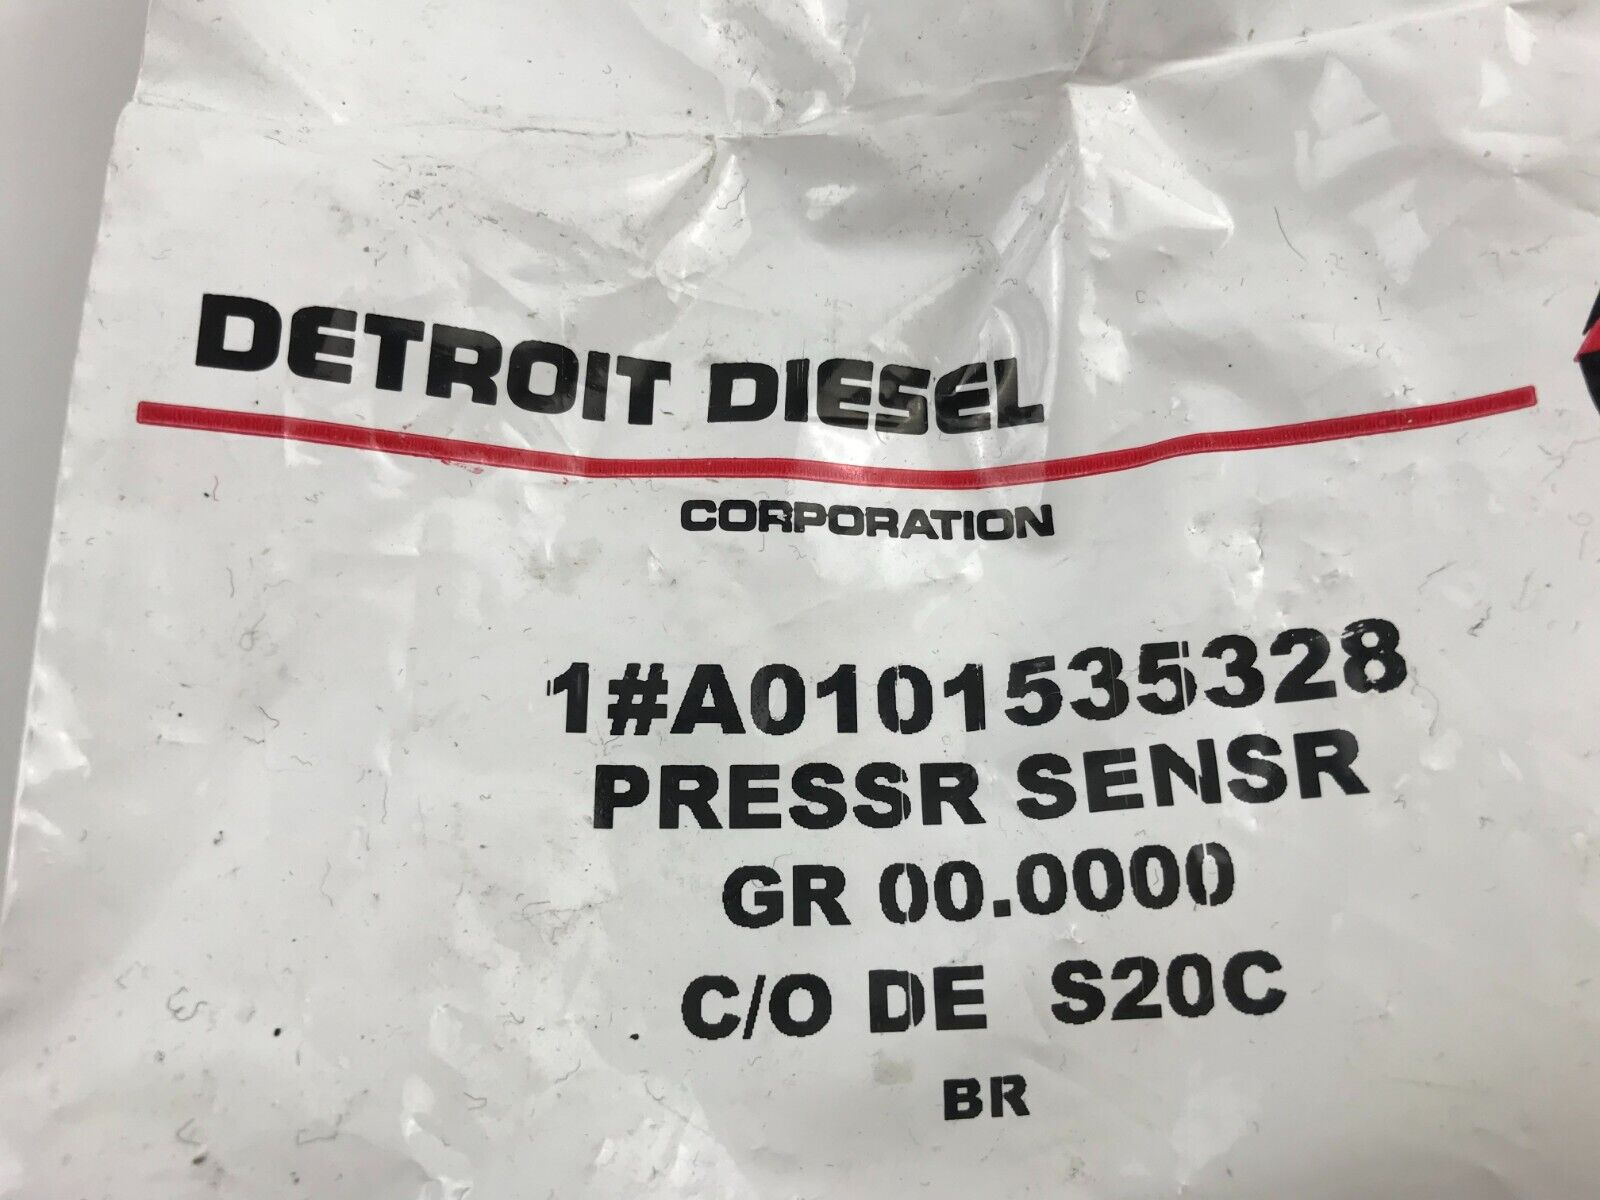 DETROIT DIESEL
CORPORATION
1#A0101535328
PRESSR SENSR
GR 00.0000
C/O DE S20C
BR